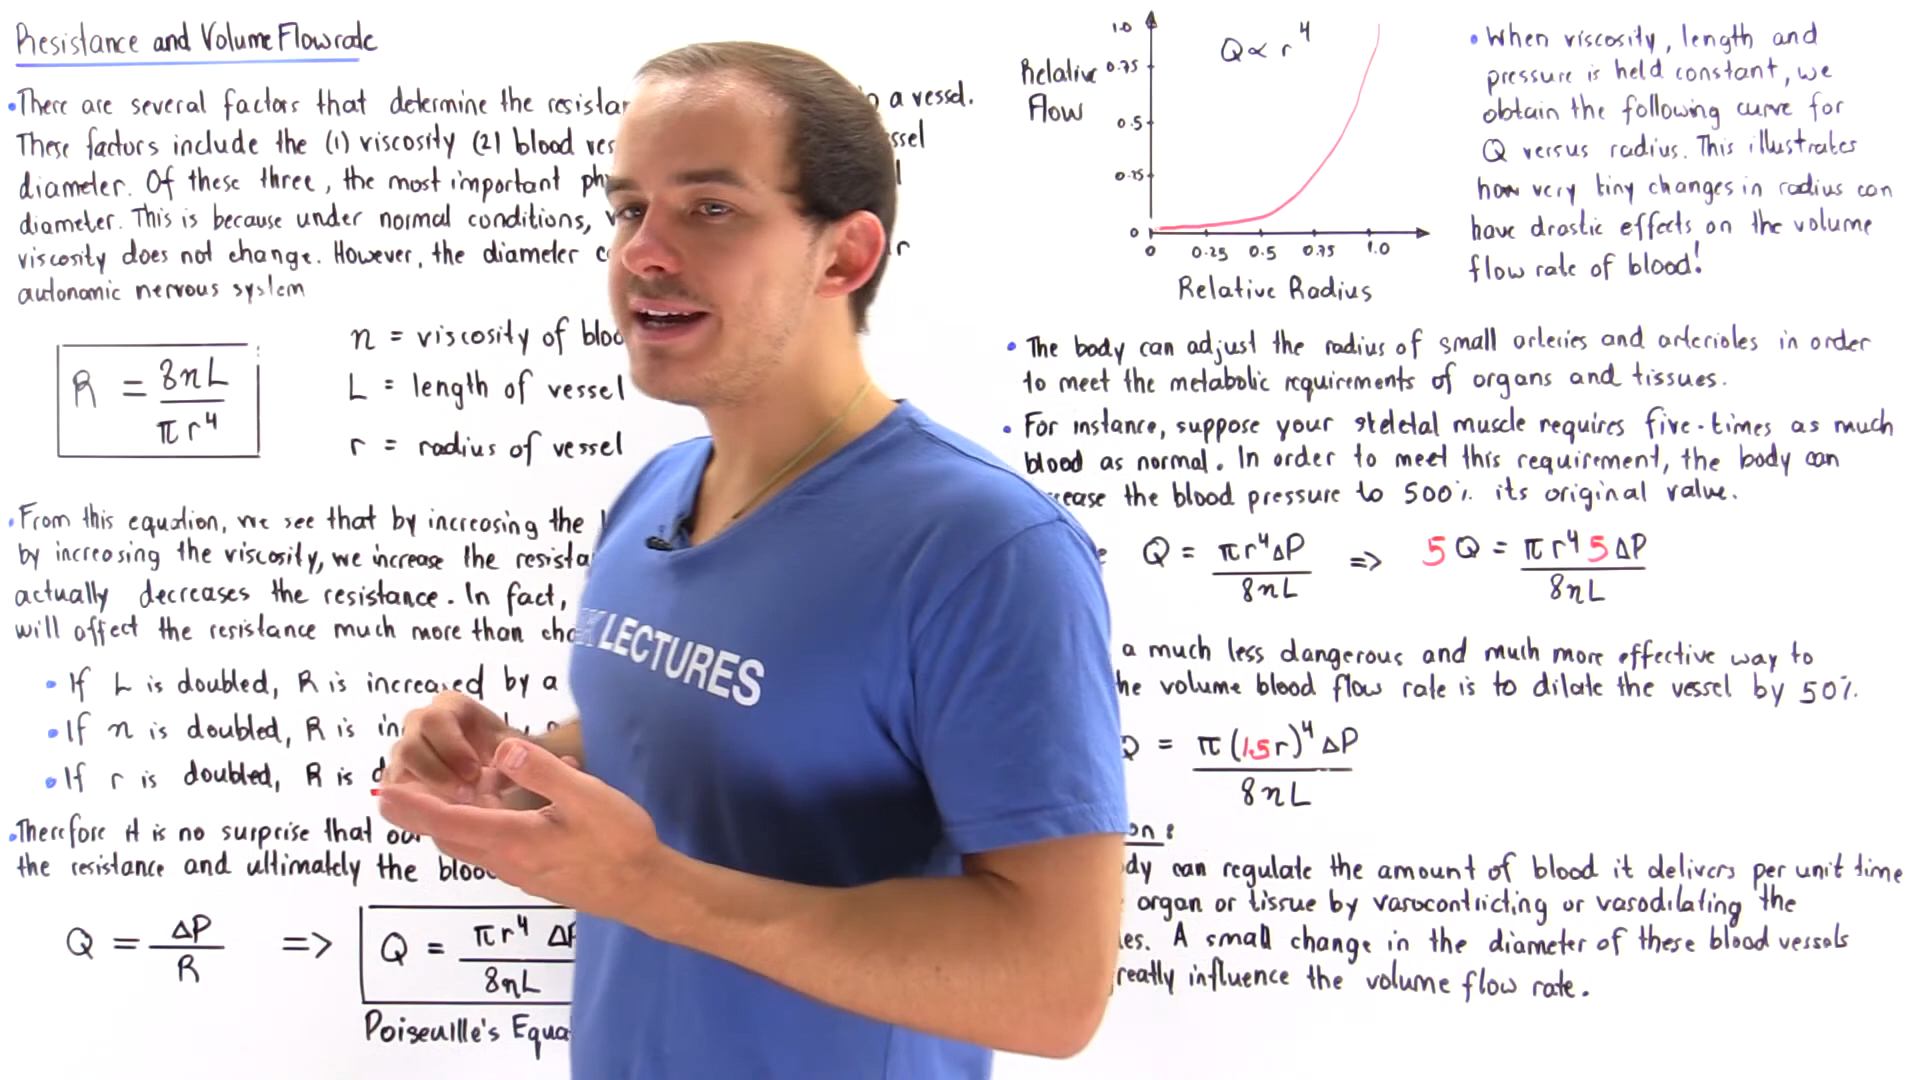 Resistance and Volume Flowrate
•There are several factors that determine the
a vessel.
These factors include the (1) viscosity (2) blood
diameter. Of these three, the most important
diameter. This is because under normal conditions,
viscosity does not change. However, the diameter
autonomic nervous system
R = 8ηL / πr⁴
η = viscosity of
L = length of vessel
r = radius of vessel
•From this equation, we see that by increasing the
by increasing the viscosity, we increase the
actually decreases the resistance. In fact,
will affect the resistance much more than
• If L is doubled, R is increased by a
• If η is doubled, R is
• If r is doubled, R is
•Therefore it is no surprise that
the resistance and ultimately the
Q = ΔP / R => Q = πr⁴ ΔP / 8ηL
Poiseuille's
LECTURES
1.0
0.75
0.5
0.25
0
Relative
Flow
Q ∝ r⁴
0 0.25 0.5 0.75 1.0
Relative Radius
• When viscosity, length and
pressure is held constant, we
obtain the following curve for
Q versus radius. This illustrates
how very tiny changes in radius can
have drastic effects on the volume
flow rate of blood!
• The body can adjust the radius of small arteries and arterioles in order
to meet the metabolic requirements of organs and tissues.
• For instance, suppose your skeletal muscle requires five-times as much
blood as normal. In order to meet this requirement, the body can
the blood pressure to 500% its original value.
Q = πr⁴ΔP / 8ηL => 5Q = πr⁴5ΔP / 8ηL
a much less dangerous and much more effective way to
the volume blood flow rate is to dilate the vessel by 50%.
Q = π(1.5r)⁴ΔP / 8ηL
can regulate the amount of blood it delivers per unit time
organ or tissue by vasocontricting or vasodilating the
A small change in the diameter of these blood vessels
influence the volume flow rate.